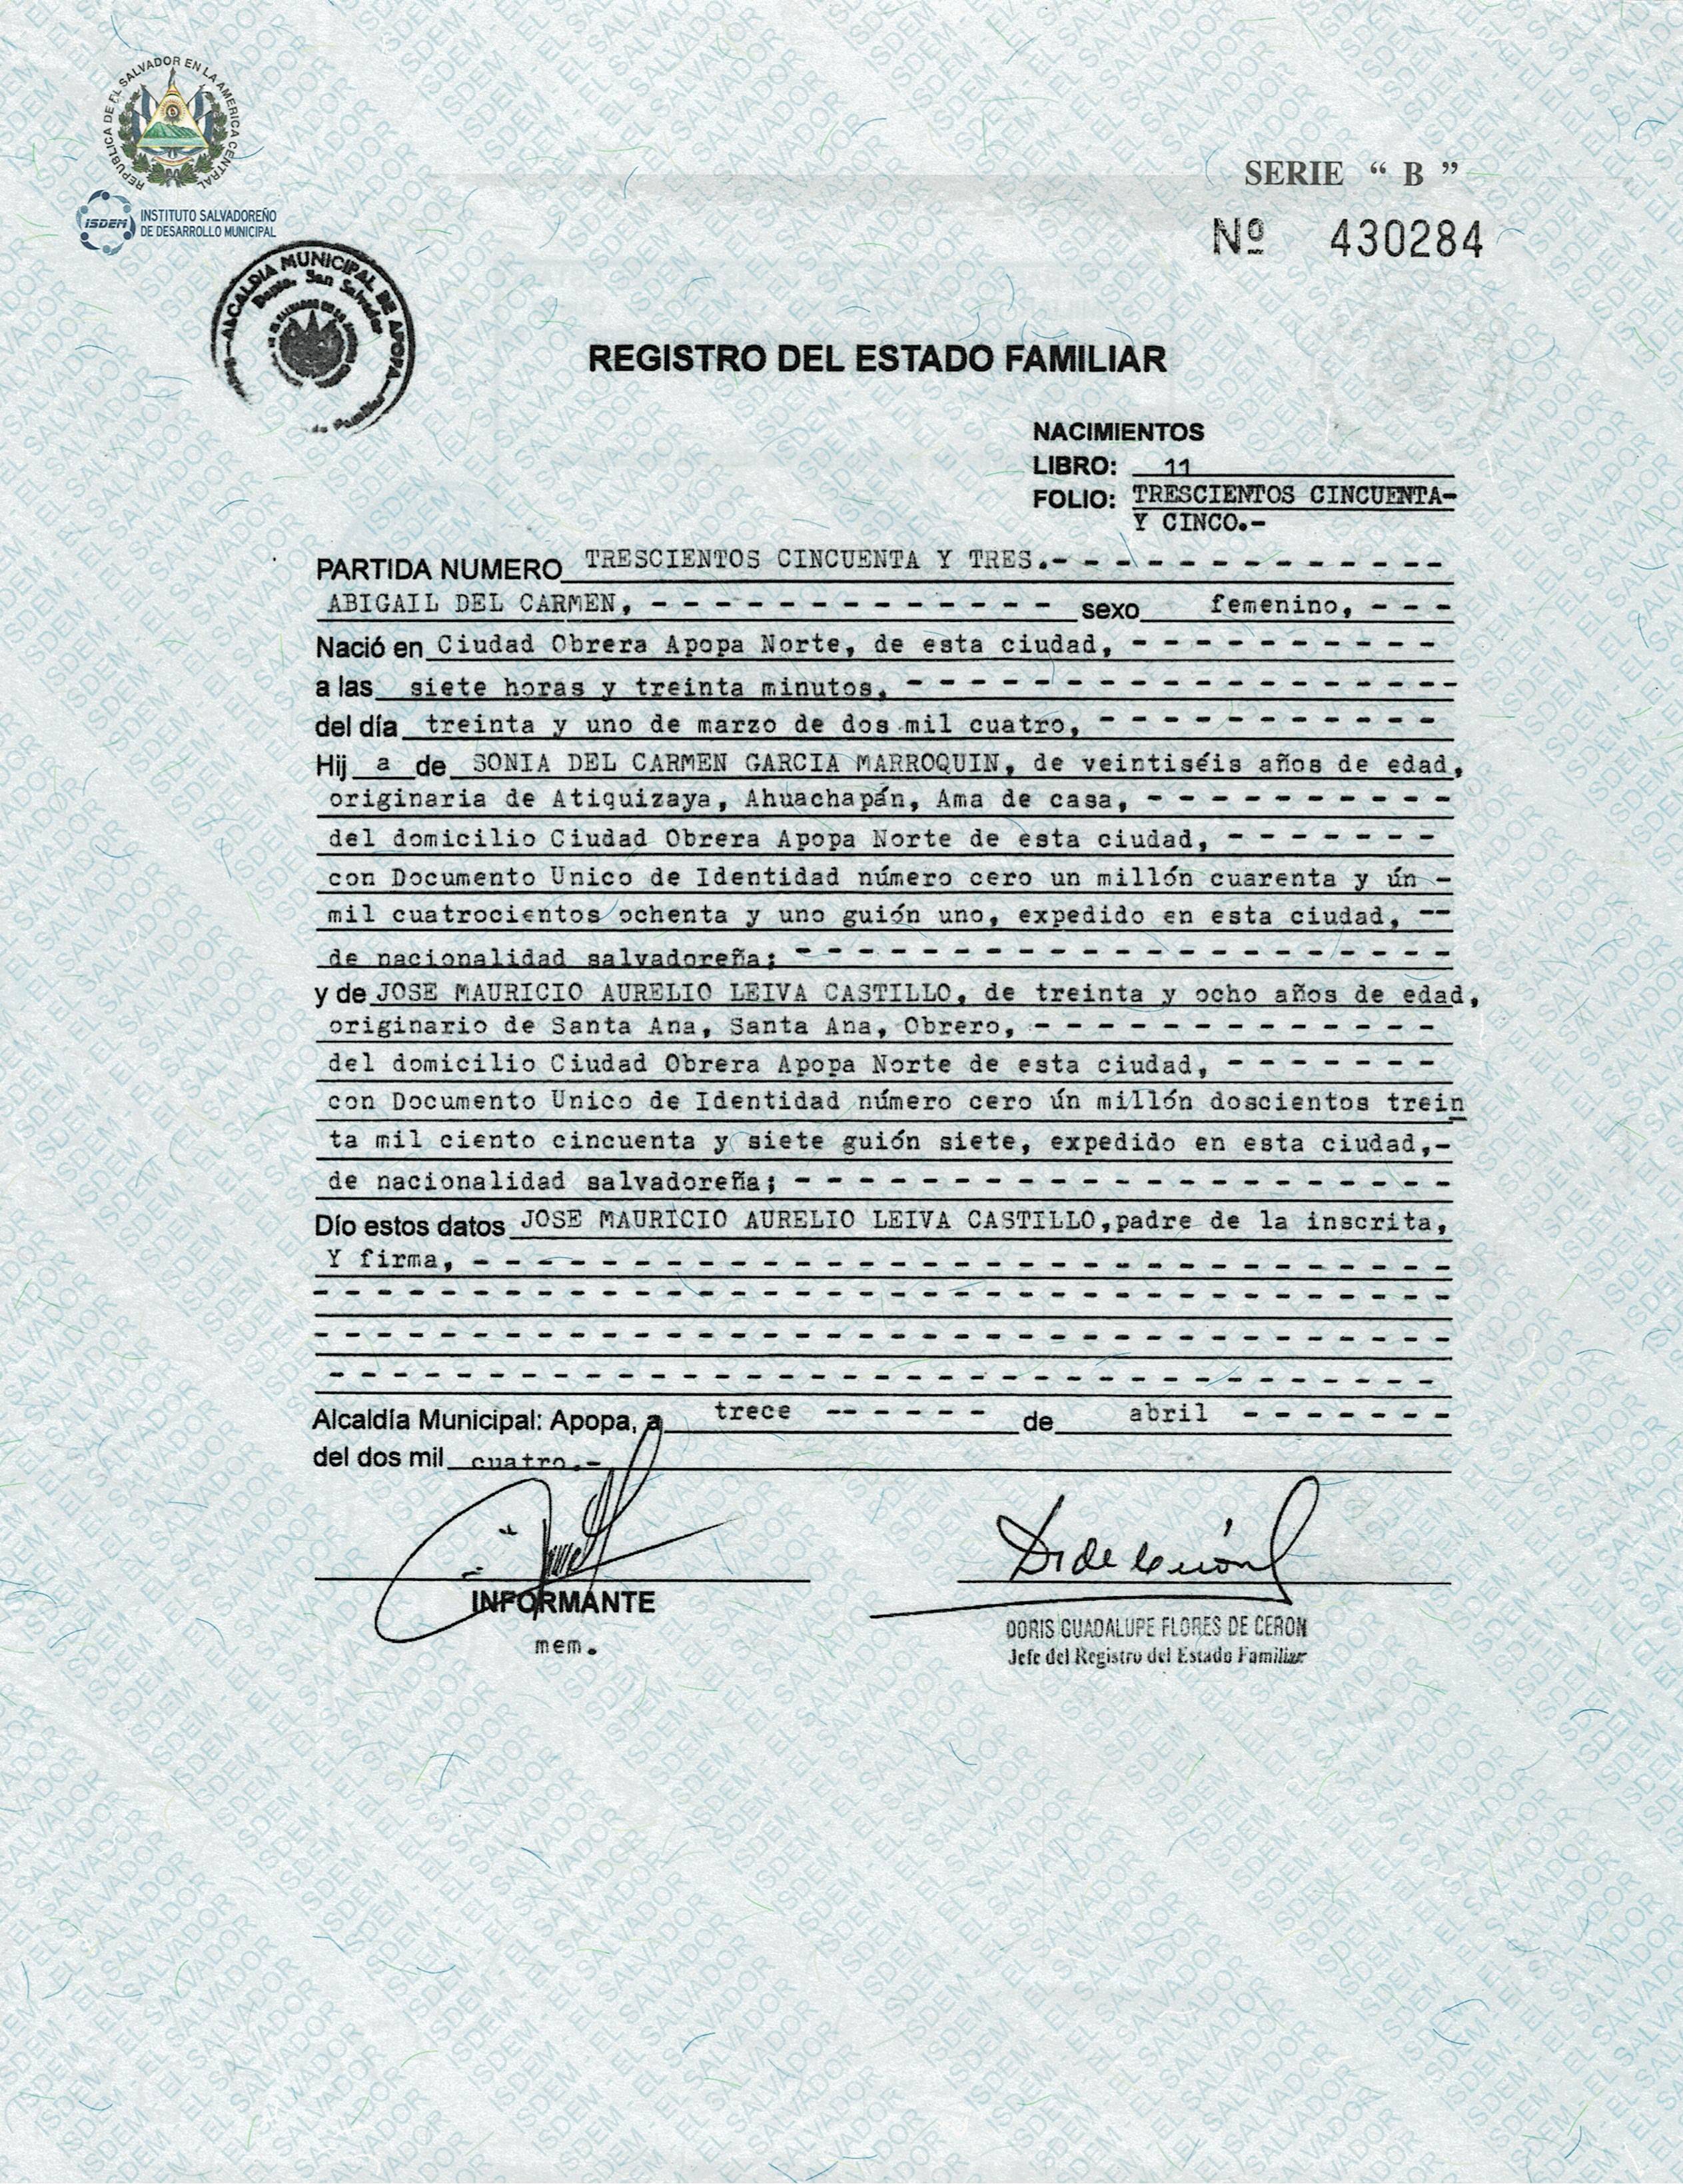 REPUBLICA DE EL SALVADOR EN LA AMERICA CENTRAL
ISDEM INSTITUTO SALVADOREÑO
DE DESARROLLO MUNICIPAL
SERIE “ B ”
Nº 430284
ALCALDIA MUNICIPAL DE APOPA
Depto. San Salvador
REGISTRO DEL ESTADO FAMILIAR
NACIMIENTOS
LIBRO: 11
FOLIO: TRESCIENTOS CINCUENTA-
Y CINCO.-
PARTIDA NUMERO TRESCIENTOS CINCUENTA Y TRES.- - - - - - - - - - - - -
ABIGAIL DEL CARMEN, - - - - - - - - - - - - - sexo femenino, - - -
Nació en Ciudad Obrera Apopa Norte, de esta ciudad, - - - - - - - - - -
a las siete horas y treinta minutos, - - - - - - - - - - - - - - - - - -
del día treinta y uno de marzo de dos mil cuatro, - - - - - - - - - - -
Hij a de SONIA DEL CARMEN GARCIA MARROQUIN, de veintiséis años de edad,
originaria de Atiquizaya, Ahuachapán, Ama de casa, - - - - - - - - - -
del domicilio Ciudad Obrera Apopa Norte de esta ciudad, - - - - - - -
con Documento Unico de Identidad número cero un millón cuarenta y ún -
mil cuatrocientos ochenta y uno guión uno, expedido en esta ciudad, --
de nacionalidad salvadoreña; - - - - - - - - - - - - - - - - - - - - -
y de JOSE MAURICIO AURELIO LEIVA CASTILLO, de treinta y ocho años de edad,
originario de Santa Ana, Santa Ana, Obrero, - - - - - - - - - - - - -
del domicilio Ciudad Obrera Apopa Norte de esta ciudad, - - - - - - -
con Documento Unico de Identidad número cero ún millón doscientos trein
ta mil ciento cincuenta y siete guión siete, expedido en esta ciudad,-
de nacionalidad salvadoreña; - - - - - - - - - - - - - - - - - - - - -
Dío estos datos JOSE MAURICIO AURELIO LEIVA CASTILLO,padre de la inscrita,
Y firma, - - - - - - - - - - - - - - - - - - - - - - - - - - - - - - -
Alcaldía Municipal: Apopa, a trece -- - - - - - de abril - - - - - - -
del dos mil cuatro.-
INFORMANTE
mem.
DORIS GUADALUPE FLORES DE CERON
Jefe del Registro del Estado Familiar